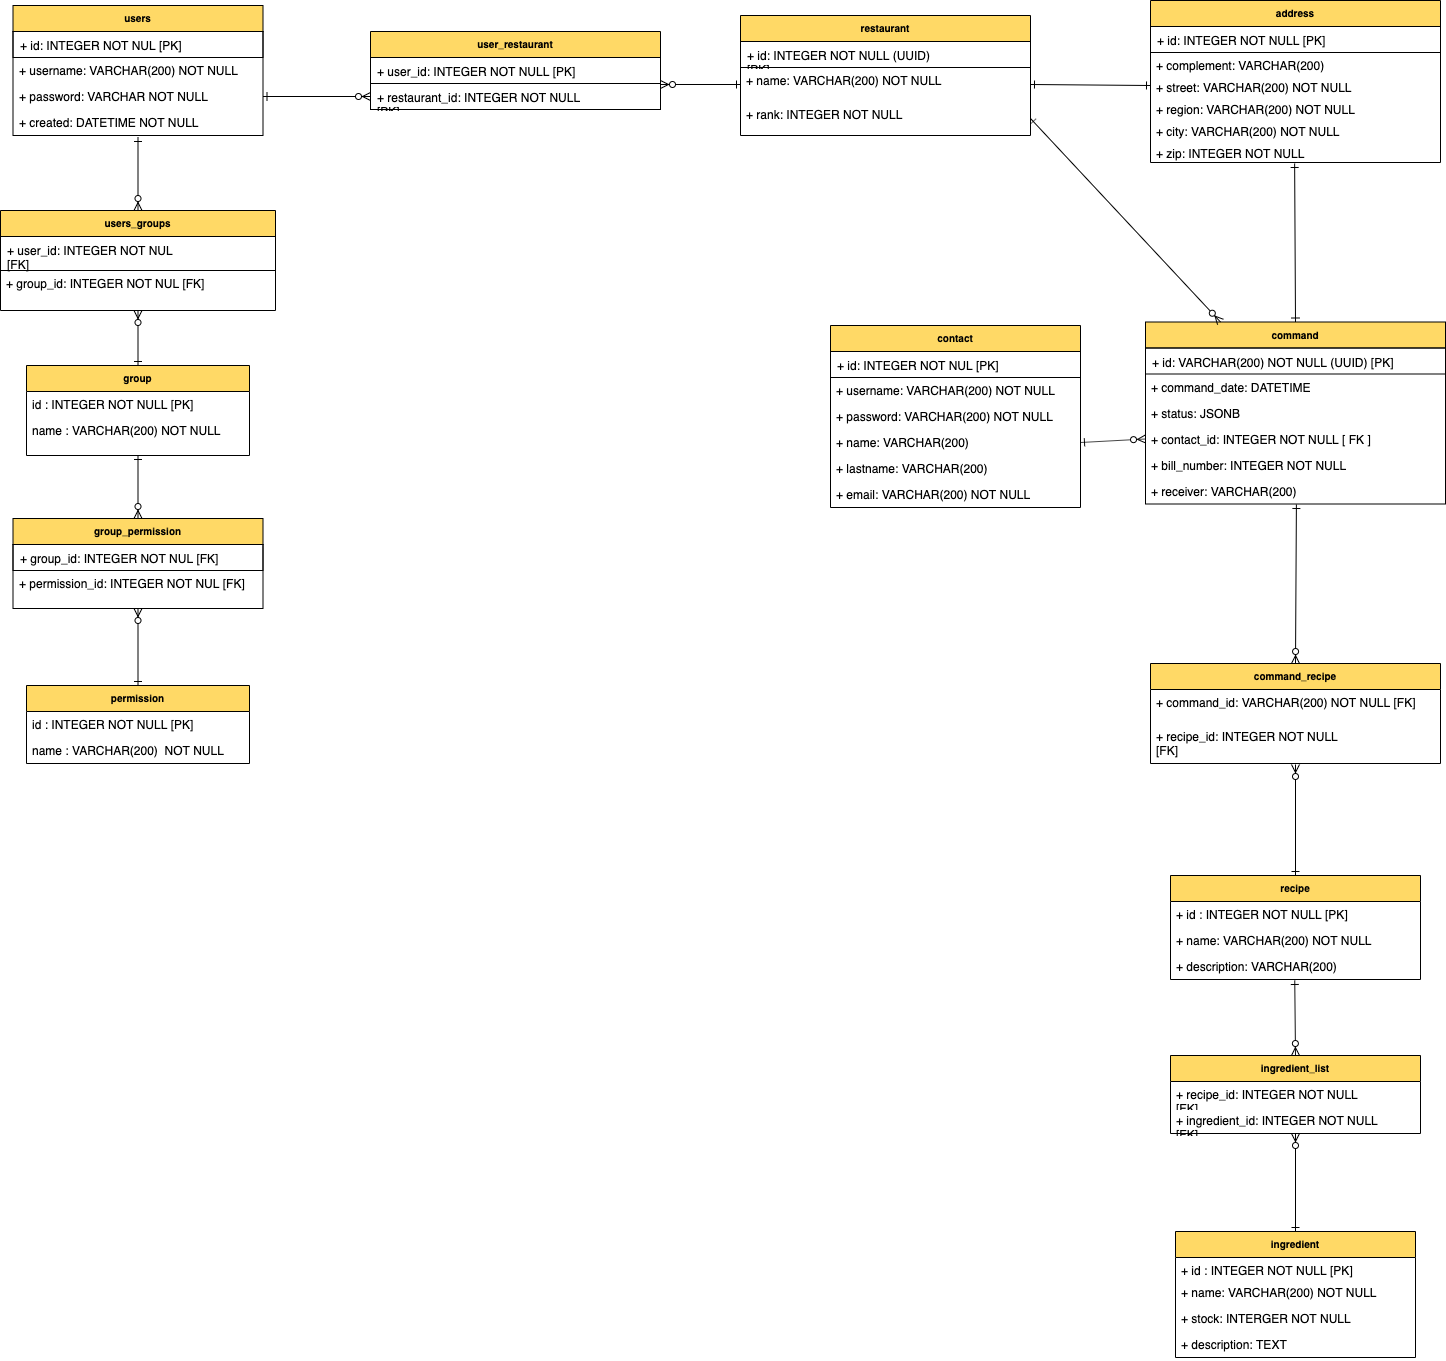 users
+ id: INTEGER NOT NUL [PK]
+ username: VARCHAR(200) NOT NULL
+ password: VARCHAR NOT NULL
+ created: DATETIME NOT NULL
user_restaurant
+ user_id: INTEGER NOT NULL [PK]
+ restaurant_id: INTEGER NOT NULL
restaurant
+ id: INTEGER NOT NULL (UUID)
+ name: VARCHAR(200) NOT NULL
+ rank: INTEGER NOT NULL
address
+ id: INTEGER NOT NULL [PK]
+ complement: VARCHAR(200)
+ street: VARCHAR(200) NOT NULL
+ region: VARCHAR(200) NOT NULL
+ city: VARCHAR(200) NOT NULL
+ zip: INTEGER NOT NULL
users_groups
+ user_id: INTEGER NOT NUL
[FK]
+ group_id: INTEGER NOT NUL [FK]
group
id : INTEGER NOT NULL [PK]
name : VARCHAR(200) NOT NULL
contact
+ id: INTEGER NOT NUL [PK]
+ username: VARCHAR(200) NOT NULL
+ password: VARCHAR(200) NOT NULL
+ name: VARCHAR(200)
+ lastname: VARCHAR(200)
+ email: VARCHAR(200) NOT NULL
command
+ id: VARCHAR(200) NOT NULL (UUID) [PK]
+ command_date: DATETIME
+ status: JSONB
+ contact_id: INTEGER NOT NULL [ FK ]
+ bill_number: INTEGER NOT NULL
+ receiver: VARCHAR(200)
group_permission
+ group_id: INTEGER NOT NUL [FK]
+ permission_id: INTEGER NOT NUL [FK]
permission
id : INTEGER NOT NULL [PK]
name : VARCHAR(200)  NOT NULL
command_recipe
+ command_id: VARCHAR(200) NOT NULL [FK]
+ recipe_id: INTEGER NOT NULL
[FK]
recipe
+ id : INTEGER NOT NULL [PK]
+ name: VARCHAR(200) NOT NULL
+ description: VARCHAR(200)
ingredient_list
+ recipe_id: INTEGER NOT NULL
+ ingredient_id: INTEGER NOT NULL
ingredient
+ id : INTEGER NOT NULL [PK]
+ name: VARCHAR(200) NOT NULL
+ stock: INTERGER NOT NULL
+ description: TEXT